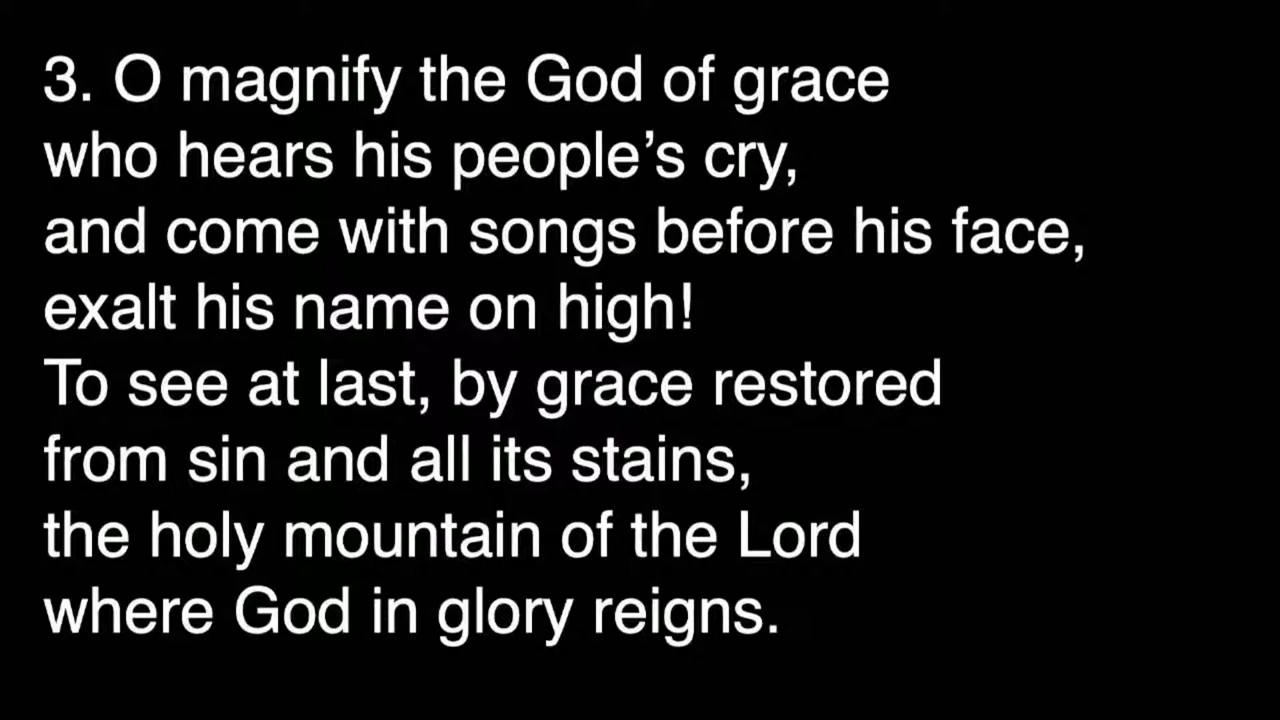 3. O magnify the God of grace
who hears his people’s cry,
and come with songs before his face,
exalt his name on high!
To see at last, by grace restored
from sin and all its stains,
the holy mountain of the Lord
where God in glory reigns.